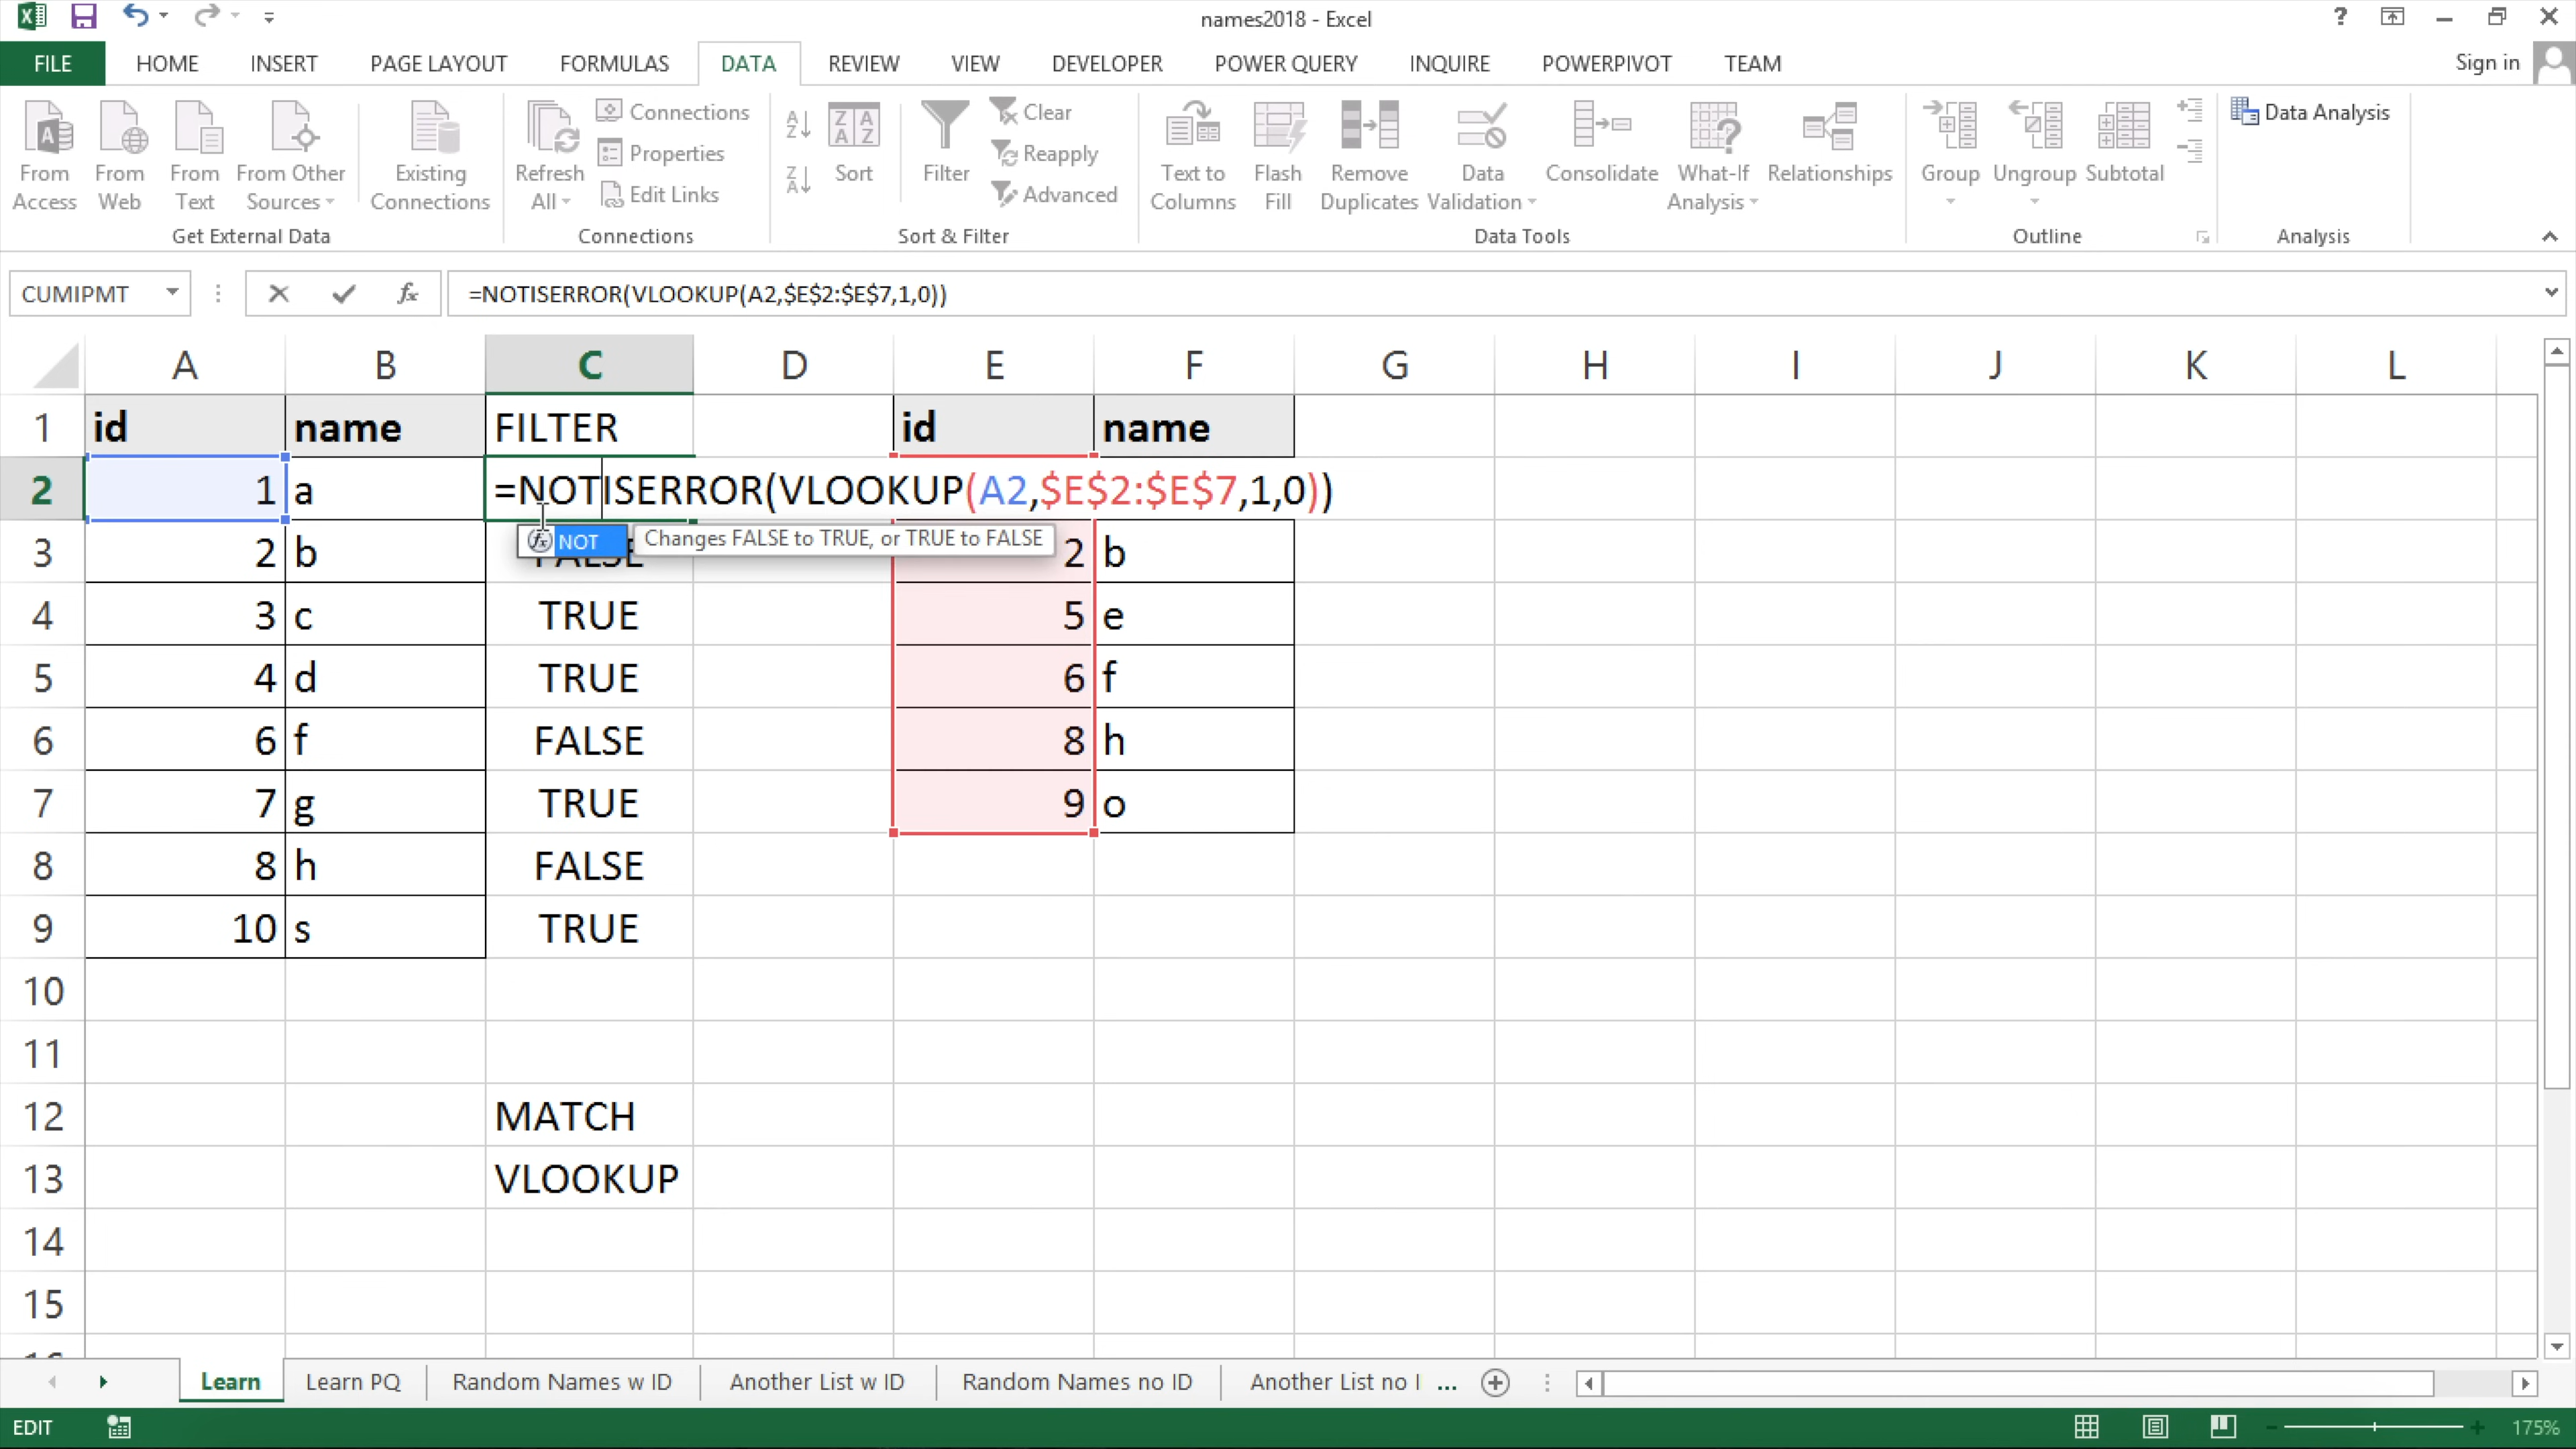 names2018 - Excel
?
FILE HOME INSERT PAGE LAYOUT FORMULAS DATA REVIEW VIEW DEVELOPER POWER QUERY INQUIRE POWERPIVOT TEAM Sign in
From Access
From Web
From Text
From Other Sources
Existing Connections
Get External Data
Refresh All
Connections
Properties
Edit Links
Connections
Sort
Filter
Clear
Reapply
Advanced
Sort & Filter
Text to Columns
Flash Fill
Remove Duplicates
Data Validation
Consolidate
What-If Analysis
Relationships
Data Tools
Group
Ungroup
Subtotal
Outline
Data Analysis
Analysis
CUMIPMT fx =NOTISERROR(VLOOKUP(A2,$E$2:$E$7,1,0))
A B C D E F G H I J K L
1 id name FILTER id name
2 1 a =NOTISERROR(VLOOKUP(A2,$E$2:$E$7,1,0))
fx NOT Changes FALSE to TRUE, or TRUE to FALSE
3 2 b FALSE 2 b
4 3 c TRUE 5 e
5 4 d TRUE 6 f
6 6 f FALSE 8 h
7 7 g TRUE 9 o
8 8 h FALSE
9 10 s TRUE
10
11
12 MATCH
13 VLOOKUP
14
15
Learn Learn PQ Random Names w ID Another List w ID Random Names no ID Another List no I ...
EDIT 175%